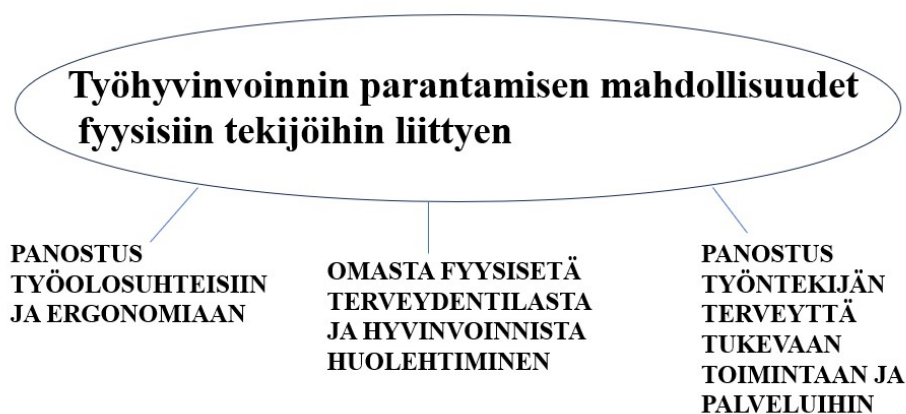 Työhyvinvoinnin parantamisen mahdollisuudet
fyysisiin tekijöihin liittyen
PANOSTUS
TYÖOLOSUHTEISIIN
JA ERGONOMIAAN
OMASTA FYYSISETÄ
TERVEYDENTILASTA
JA HYVINVOINNISTA
HUOLEHTIMINEN
PANOSTUS
TYÖNTEKIJÄN
TERVEYTTÄ
TUKEVAAN
TOIMINTAAN JA
PALVELUIHIN